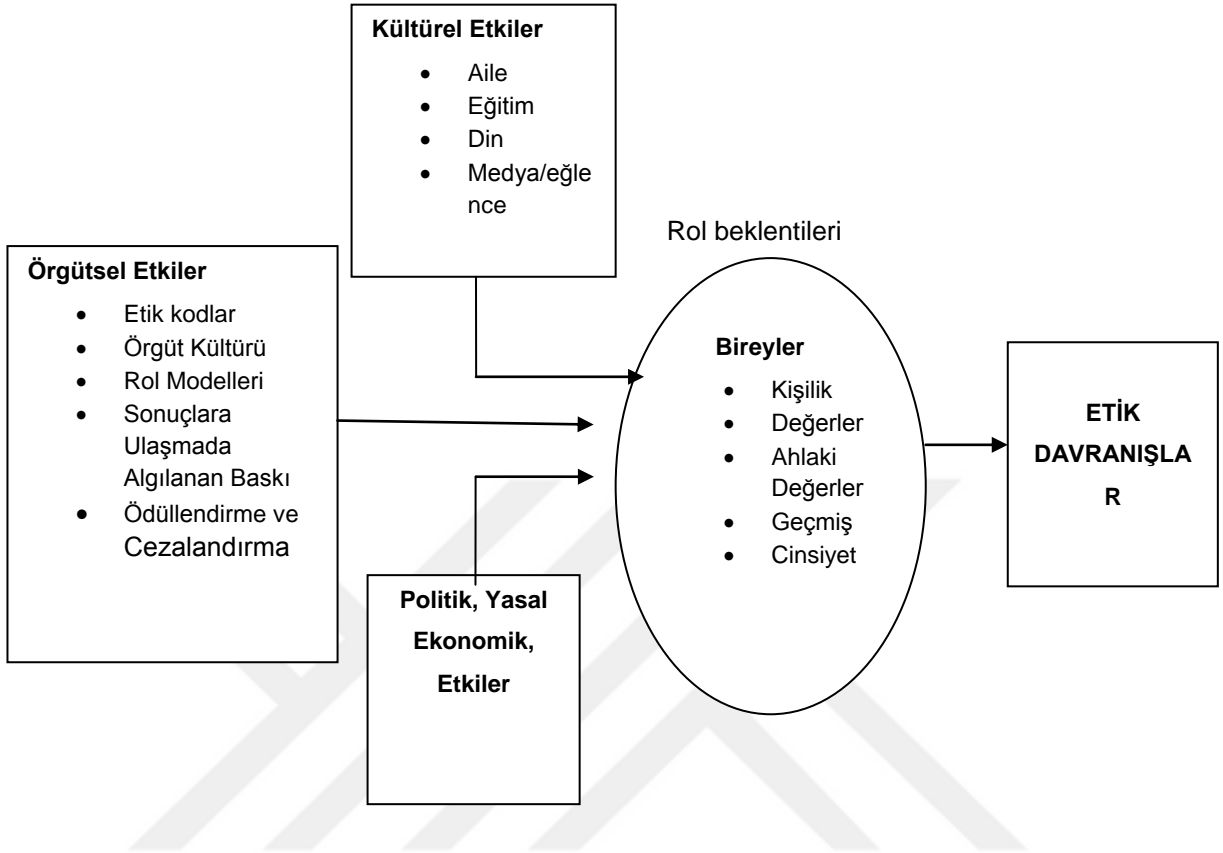 Kültürel Etkiler
• Aile
• Eğitim
• Din
• Medya/eğle
nce
Örgütsel Etkiler
• Etik kodlar
• Örgüt Kültürü
• Rol Modelleri
• Sonuçlara
Ulaşmada
Algılanan Baskı
• Ödüllendirme ve
Cezalandırma
Politik, Yasal
Ekonomik,
Etkiler
Rol beklentileri
Bireyler
• Kişilik
• Değerler
• Ahlaki
Değerler
• Geçmiş
• Cinsiyet
ETİK
DAVRANIŞLA
R